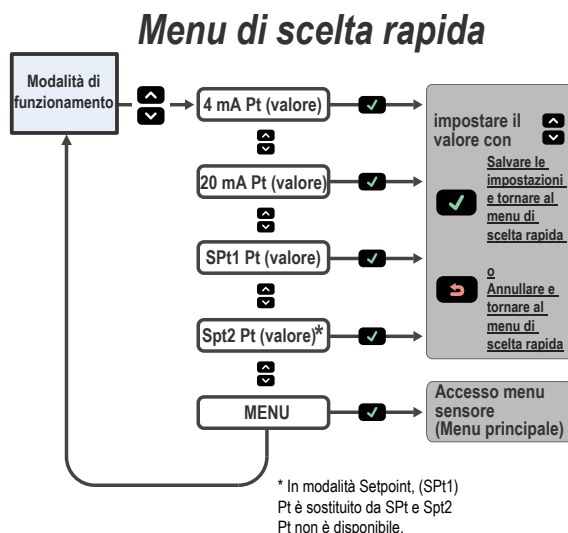 Menu di scelta rapida
Modalità di
funzionamento
4 mA Pt (valore)
20 mA Pt (valore)
SPt1 Pt (valore)
Spt2 Pt (valore)*
MENU
impostare il
valore con
Salvare le
impostazioni
e tornare al
menu di
scelta rapida
o
Annullare e
tornare al
menu di
scelta rapida
Accesso menu
sensore
(Menu principale)
* In modalità Setpoint, (SPt1)
Pt è sostituito da SPt e Spt2
Pt non è disponibile.